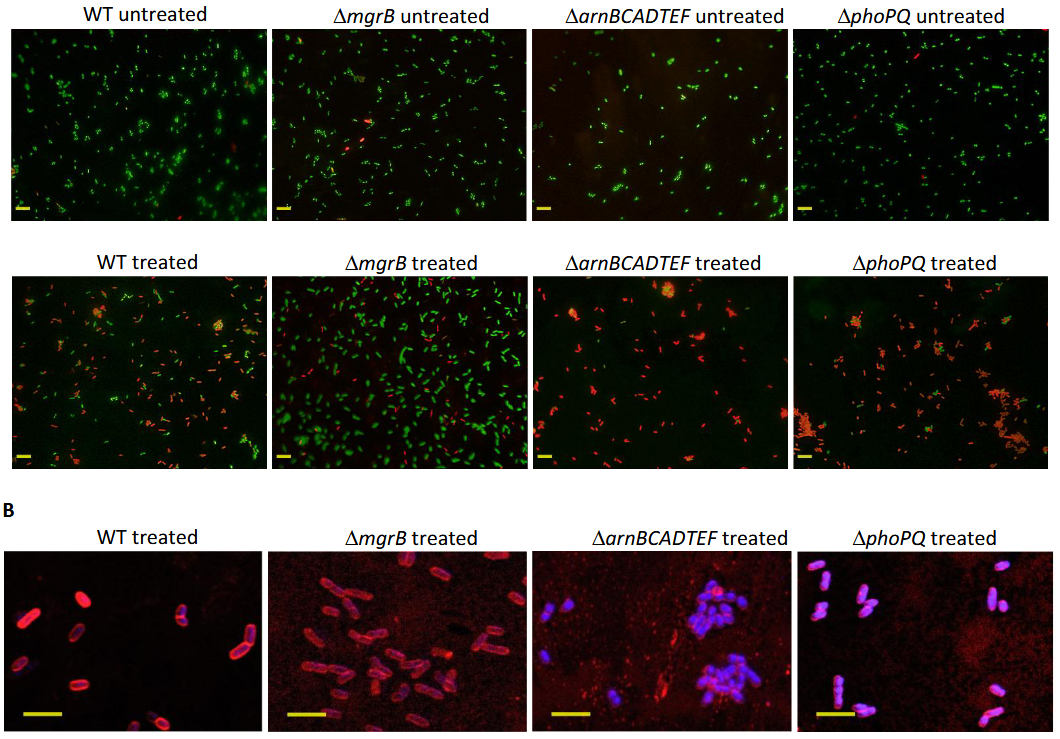 WT untreated
ΔmgrB untreated
ΔarnBCADTEF untreated
ΔphoPQ untreated
WT treated
ΔmgrB treated
ΔarnBCADTEF treated
ΔphoPQ treated
B
WT treated
ΔmgrB treated
ΔarnBCADTEF treated
ΔphoPQ treated